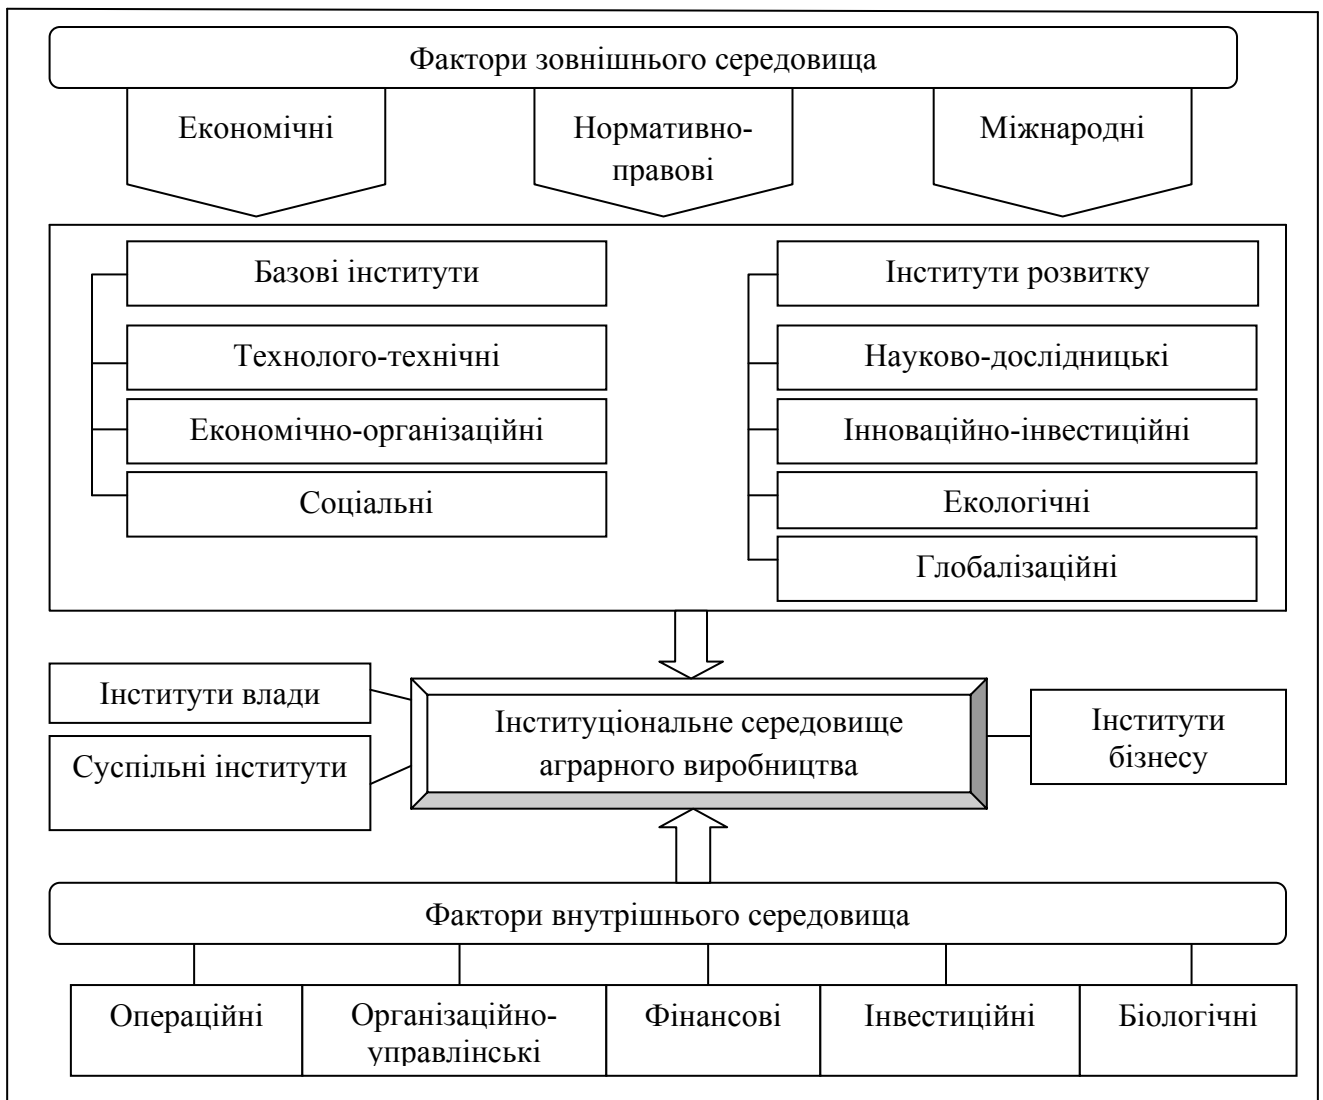 Фактори зовнішнього середовища
Економічні
Нормативно-
правові
Міжнародні
Базові інститути
Технолого-технічні
Економічно-організаційні
Соціальні
Інститути розвитку
Науково-дослідницькі
Інноваційно-інвестиційні
Екологічні
Глобалізаційні
Інститути влади
Суспільні інститути
Інституціональне середовище
аграрного виробництва
Інститути
бізнесу
Фактори внутрішнього середовища
Операційні
Організаційно-
управлінські
Фінансові
Інвестиційні
Біологічні